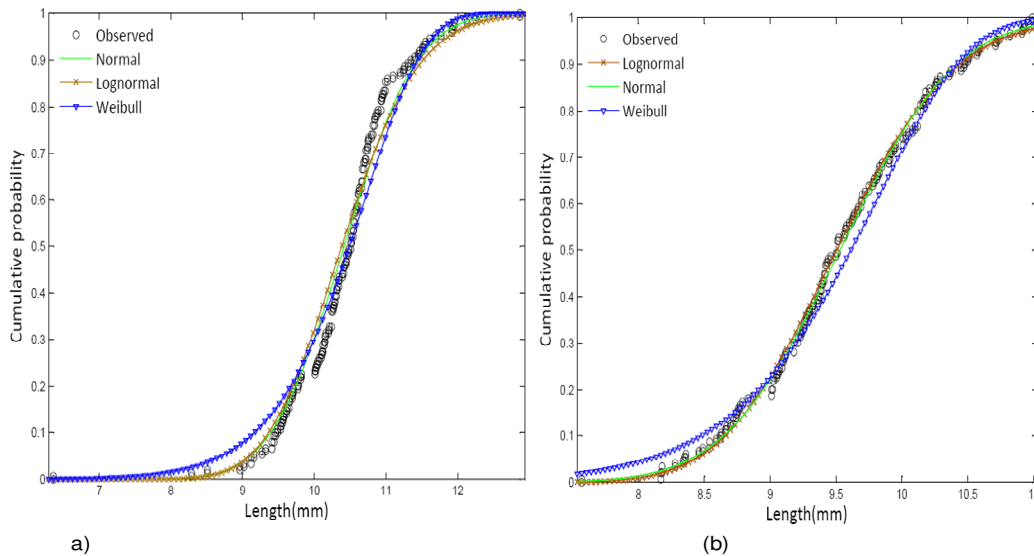 1
0.9
0.8
0.7
0.6
0.5
0.4
0.3
0.2
0.1
0
Cumulative probability
Observed
Normal
Lognormal
Weibull
7 8 9 10 11 12
Length(mm)
a)
1
0.9
0.8
0.7
0.6
0.5
0.4
0.3
0.2
0.1
0
Cumulative probability
Observed
Lognormal
Normal
Weibull
8 8.5 9 9.5 10 10.5
Length(mm)
(b)